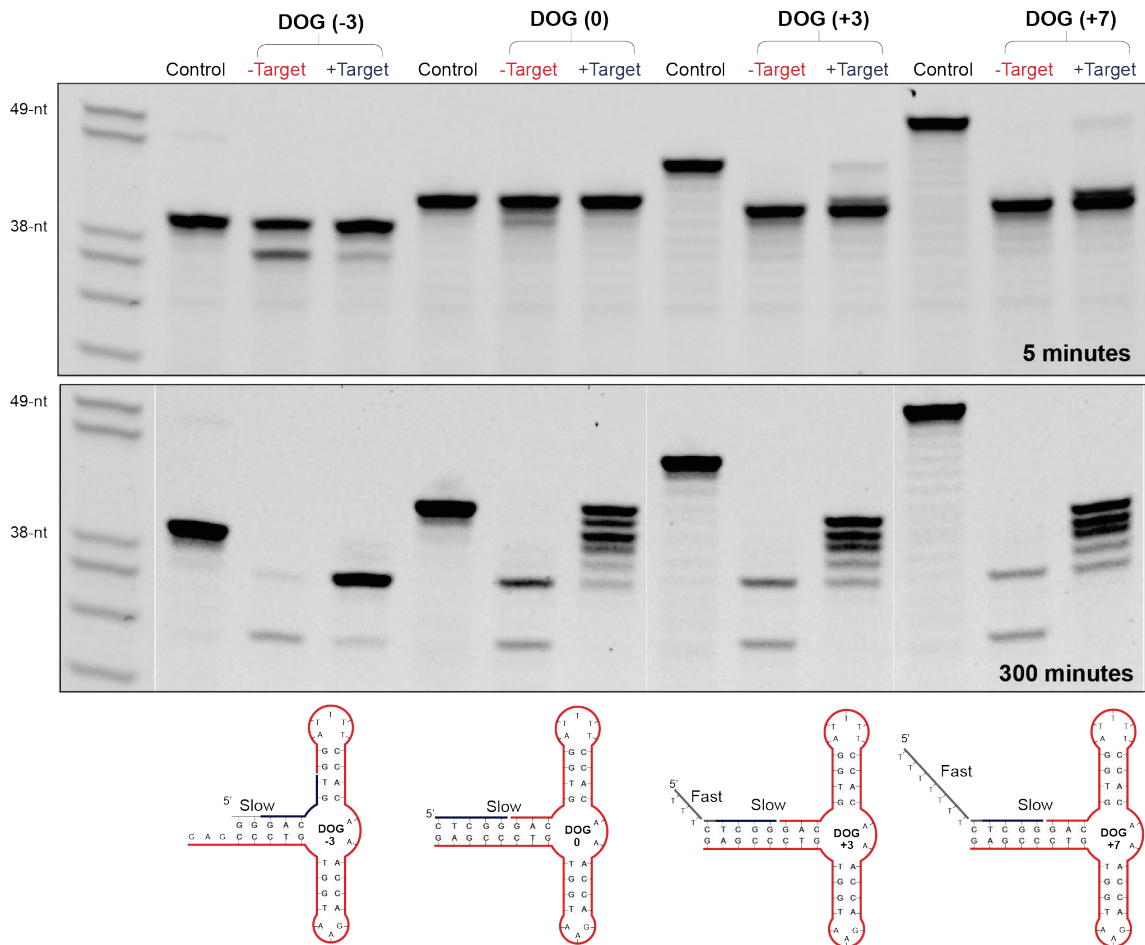 DOG (-3) DOG (0) DOG (+3) DOG (+7)
Control -Target +Target Control -Target +Target Control -Target +Target Control -Target +Target
49-nt
38-nt
5 minutes
49-nt
38-nt
300 minutes
5' Slow
G G G A C
G A G C C C T G
DOG
-3
5' Slow
C T C G G G A C
G A G C C C T G
DOG
0
5' Fast Slow
T T T
C T C G G G A C
G A G C C C T G
DOG
+3
5' Fast Slow
T T T T T T T
C T C G G G A C
G A G C C C T G
DOG
+7